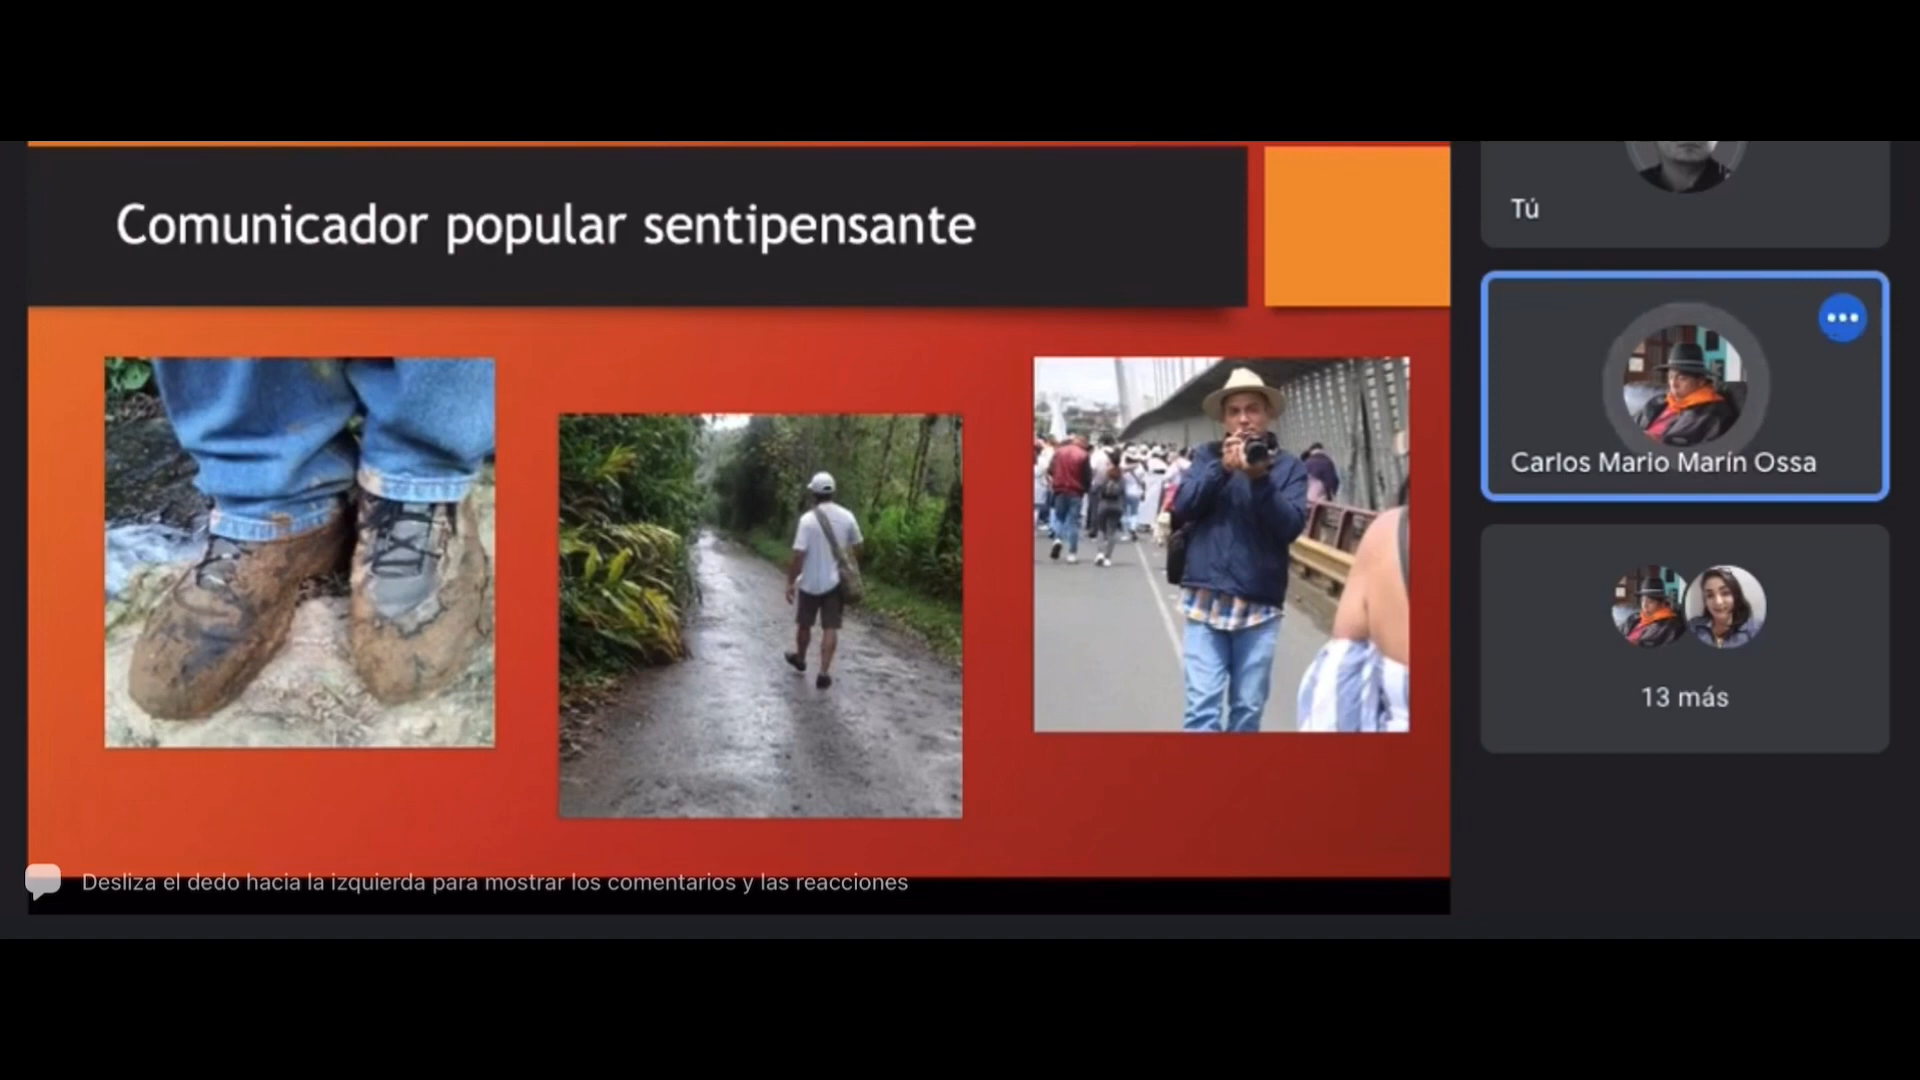 Comunicador popular sentipensante
Tú
Carlos Mario Marín Ossa
13 más
Desliza el dedo hacia la izquierda para mostrar los comentarios y las reacciones